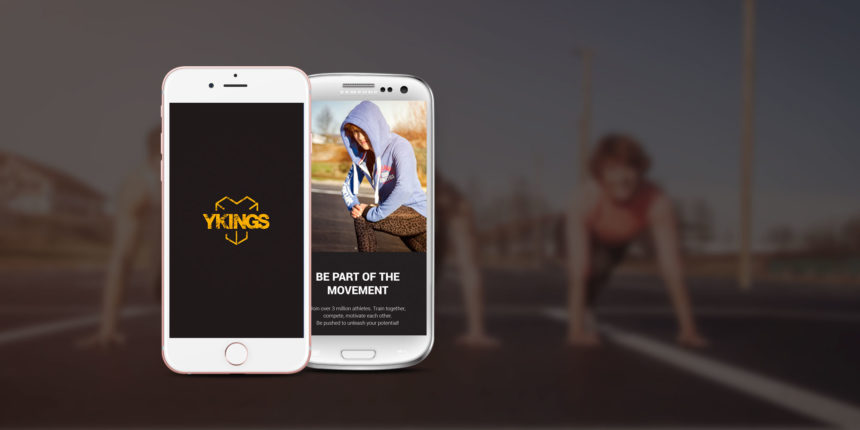 YKINGS
SAMSUNG
BE PART OF THE
MOVEMENT
Join over 3 million athletes. Train together,
compete, motivate each other.
Be pushed to unleash your potential!